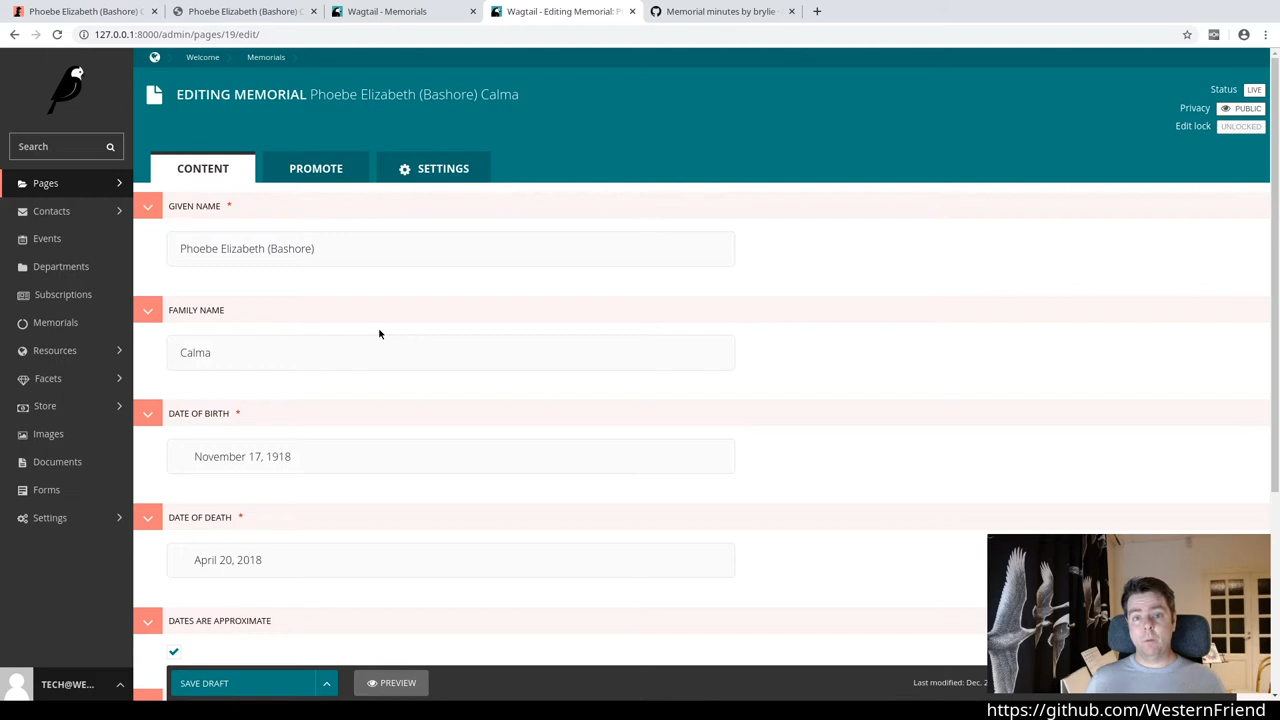 Phoebe Elizabeth (Bashore) C
Phoebe Elizabeth (Bashore) C
Wagtail - Memorials
Wagtail - Editing Memorial: P
Memorial minutes by brylie
127.0.0.1:8000/admin/pages/19/edit/
Welcome
Memorials
EDITING MEMORIAL Phoebe Elizabeth (Bashore) Calma
Status LIVE
Privacy PUBLIC
Edit lock UNLOCKED
Search
CONTENT
PROMOTE
SETTINGS
Pages
Contacts
Events
Departments
Subscriptions
Memorials
Resources
Facets
Store
Images
Documents
Forms
Settings
GIVEN NAME *
Phoebe Elizabeth (Bashore)
FAMILY NAME
Calma
DATE OF BIRTH *
November 17, 1918
DATE OF DEATH *
April 20, 2018
DATES ARE APPROXIMATE
TECH@WE...
SAVE DRAFT
PREVIEW
Last modified: Dec. 2
https://github.com/WesternFriend